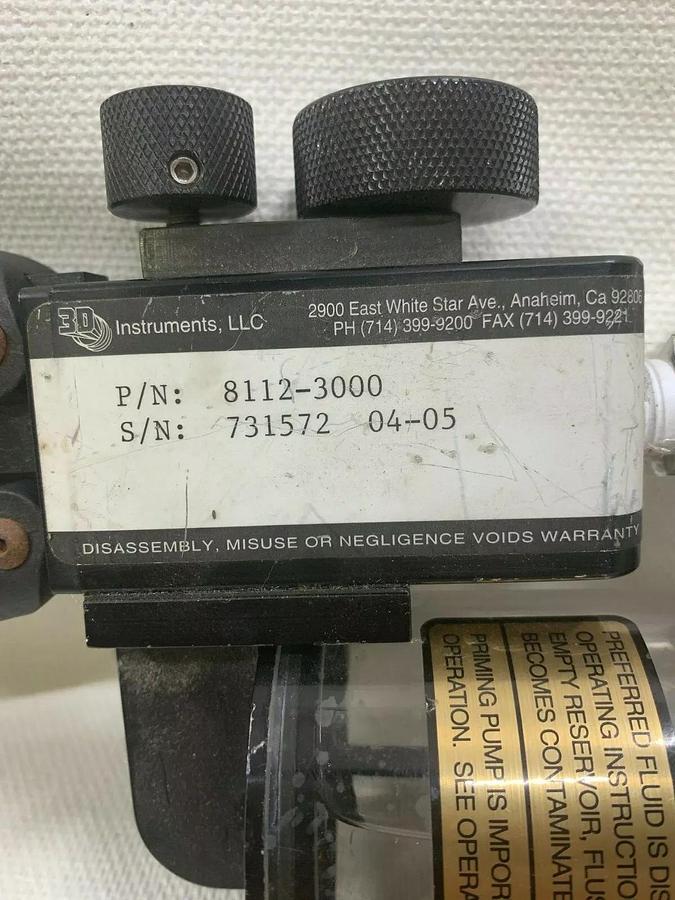 3D Instruments, LLC
2900 East White Star Ave., Anaheim, Ca 92806
PH (714) 399-9200 FAX (714) 399-9221
P/N: 8112-3000
S/N: 731572 04-05
DISASSEMBLY, MISUSE OR NEGLIGENCE VOIDS WARRANTY
PREFERRED FLUID IS DIS
OPERATING INSTRUCTIO
EMPTY RESERVOIR, FLUS
BECOMES CONTAMINATE
PRIMING PUMP IS IMPOR
OPERATION. SEE OPERA